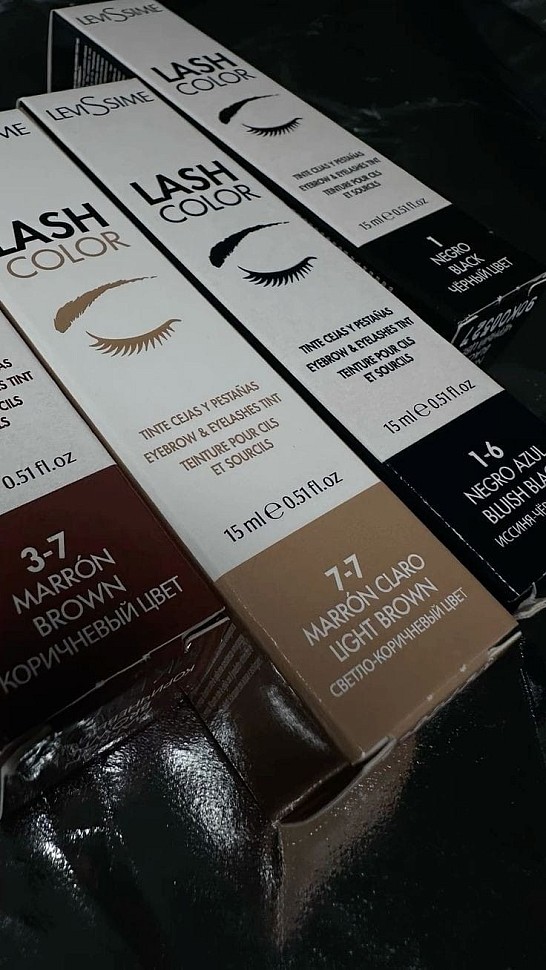 LEVISSIME
LASH
COLOR
TINTE CEJAS Y PESTAÑAS
EYEBROW & EYELASHES TINT
TEINTURE POUR CILS
ET SOURCILS
15 ml e 0.51 fl.oz
1
NEGRO
BLACK
ЧЁРНЫЙ ЦВЕТ
LEVISSIME
LASH
COLOR
TINTE CEJAS Y PESTAÑAS
EYEBROW & EYELASHES TINT
TEINTURE POUR CILS
ET SOURCILS
15 ml e 0.51 fl.oz
1-6
NEGRO AZUL
BLUISH BLA
ИССИНЯ-ЧЁ
LASH
COLOR
TINTE CEJAS Y PESTAÑAS
EYEBROW & EYELASHES TINT
TEINTURE POUR CILS
ET SOURCILS
15 ml e 0.51 fl.oz
7-7
MARRÓN CLARO
LIGHT BROWN
СВЕТЛО-КОРИЧНЕВЫЙ ЦВЕТ
0.51 fl.oz
3-7
MARRÓN
BROWN
КОРИЧНЕВЫЙ ЦВЕТ